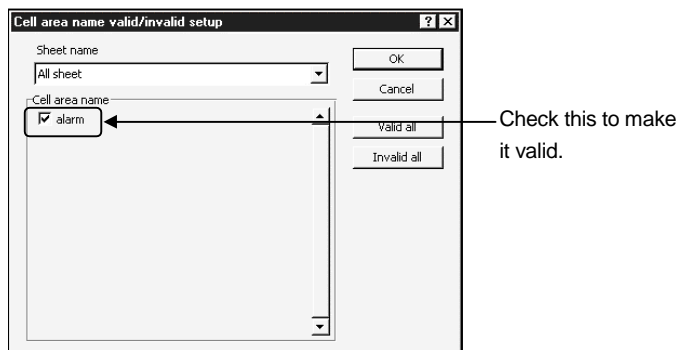 Cell area name valid/invalid setup
Sheet name
All sheet
OK
Cancel
Cell area name
alarm
Valid all
Invalid all
Check this to make
it valid.